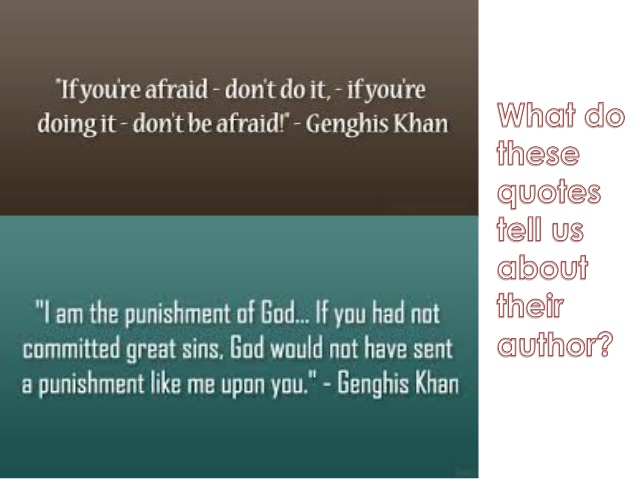 "If you're afraid - don't do it, - if you're
doing it - don't be afraid!" - Genghis Khan
"I am the punishment of God... If you had not
committed great sins, God would not have sent
a punishment like me upon you." - Genghis Khan
What do
these
quotes
tell us
about
their
author?